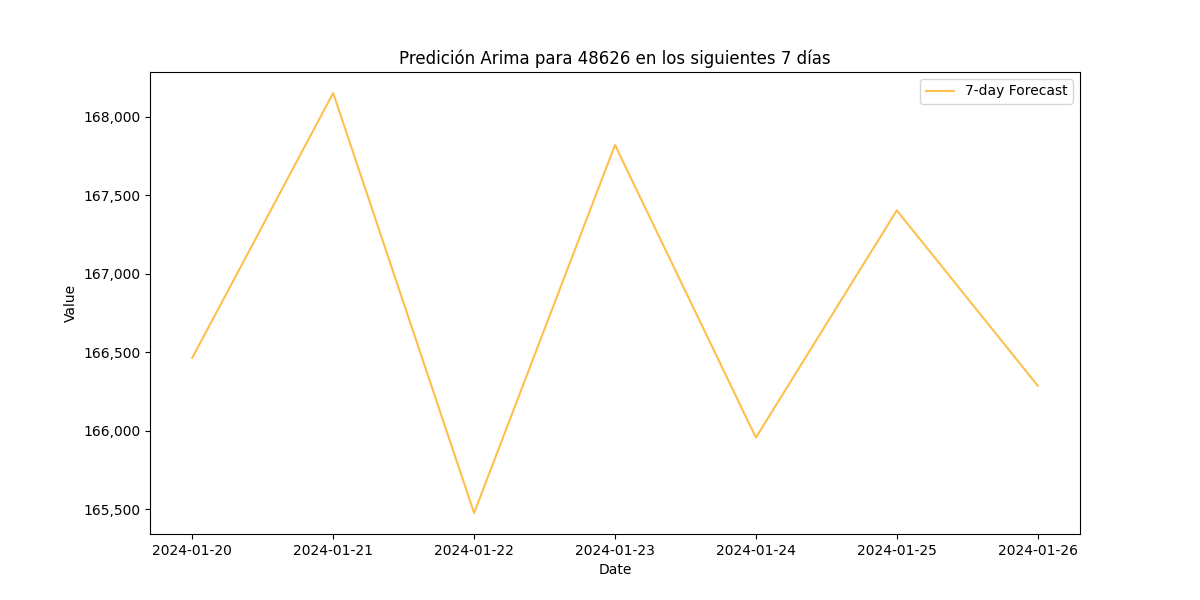 Predicción Arima para 48626 en los siguientes 7 días
7-day Forecast
168,000
167,500
167,000
166,500
166,000
165,500
Value
2024-01-20 2024-01-21 2024-01-22 2024-01-23 2024-01-24 2024-01-25 2024-01-26
Date